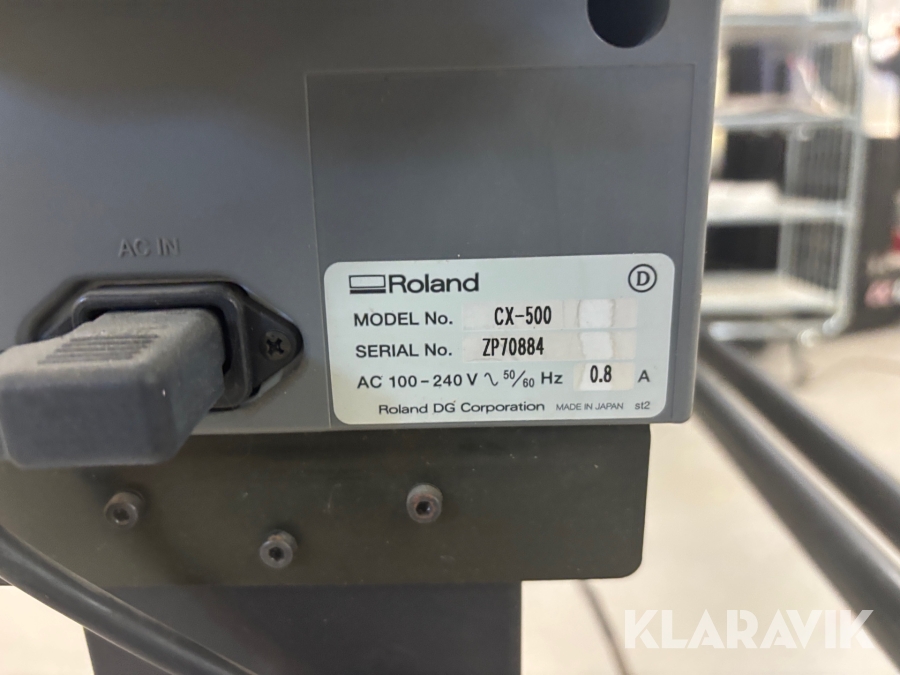 AC IN
Roland
D
MODEL No. CX-500
SERIAL No. ZP70884
AC 100-240 V ∿ 50/60 Hz 0.8 A
Roland DG Corporation MADE IN JAPAN st2
KLARAVIK